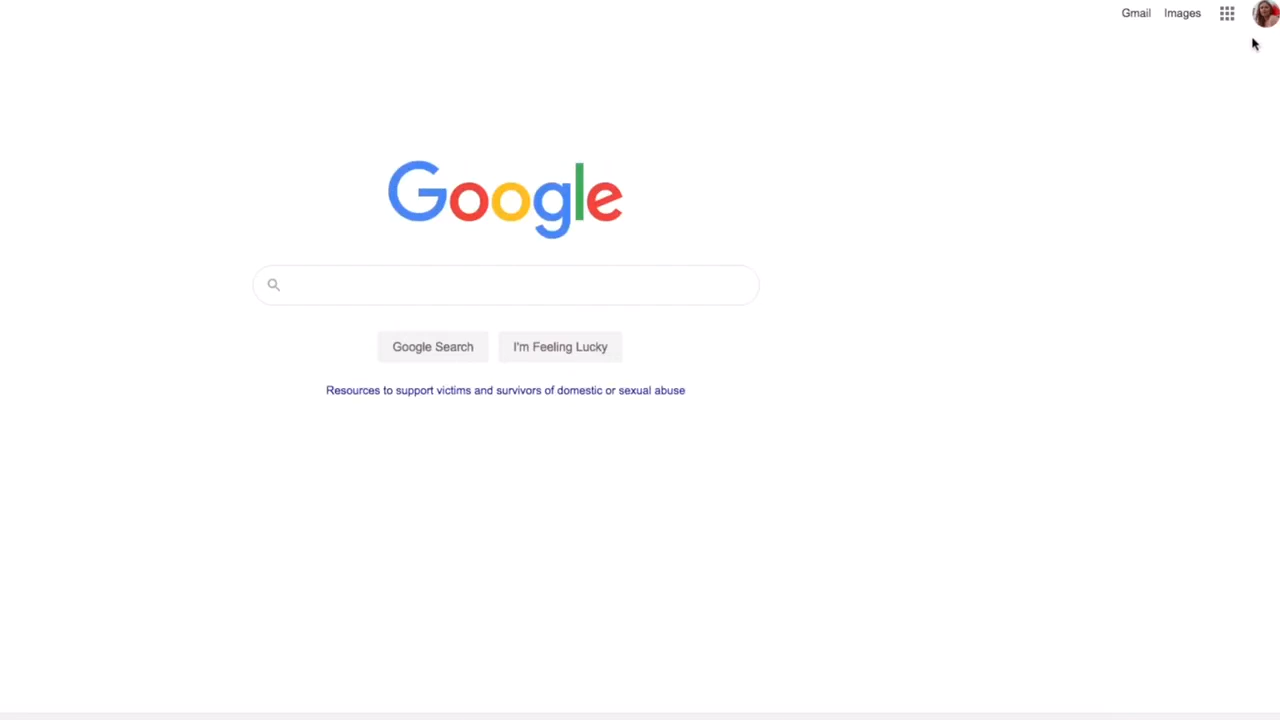 Gmail Images
Google
Google Search I'm Feeling Lucky
Resources to support victims and survivors of domestic or sexual abuse